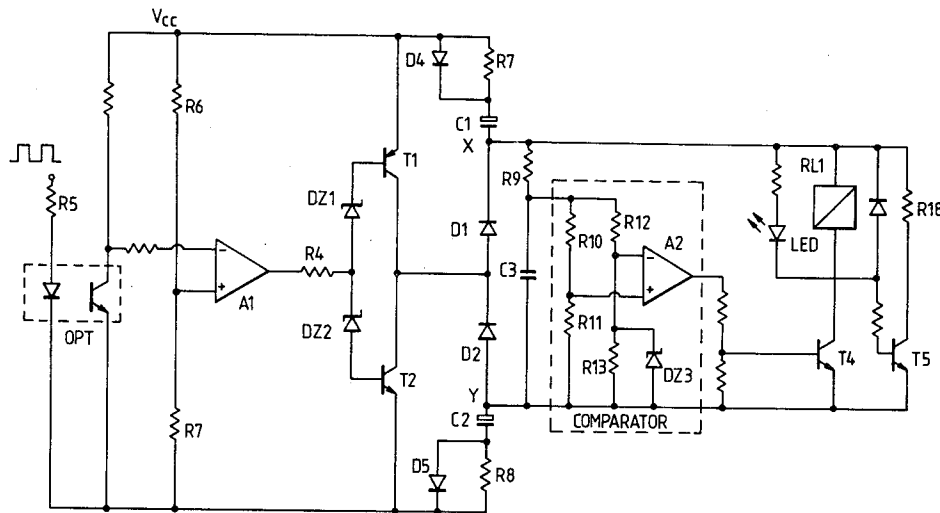 VCC
D4
R7
R6
C1
X
T1
RL1
R9
R5
DZ1
R12
R18
D1
R10
A2
LED
−
−
R4
C3
+
+
A1
R11
OPT
DZ2
D2
T4
T5
R13
DZ3
T2
Y
R7
C2
COMPARATOR
D5
R8